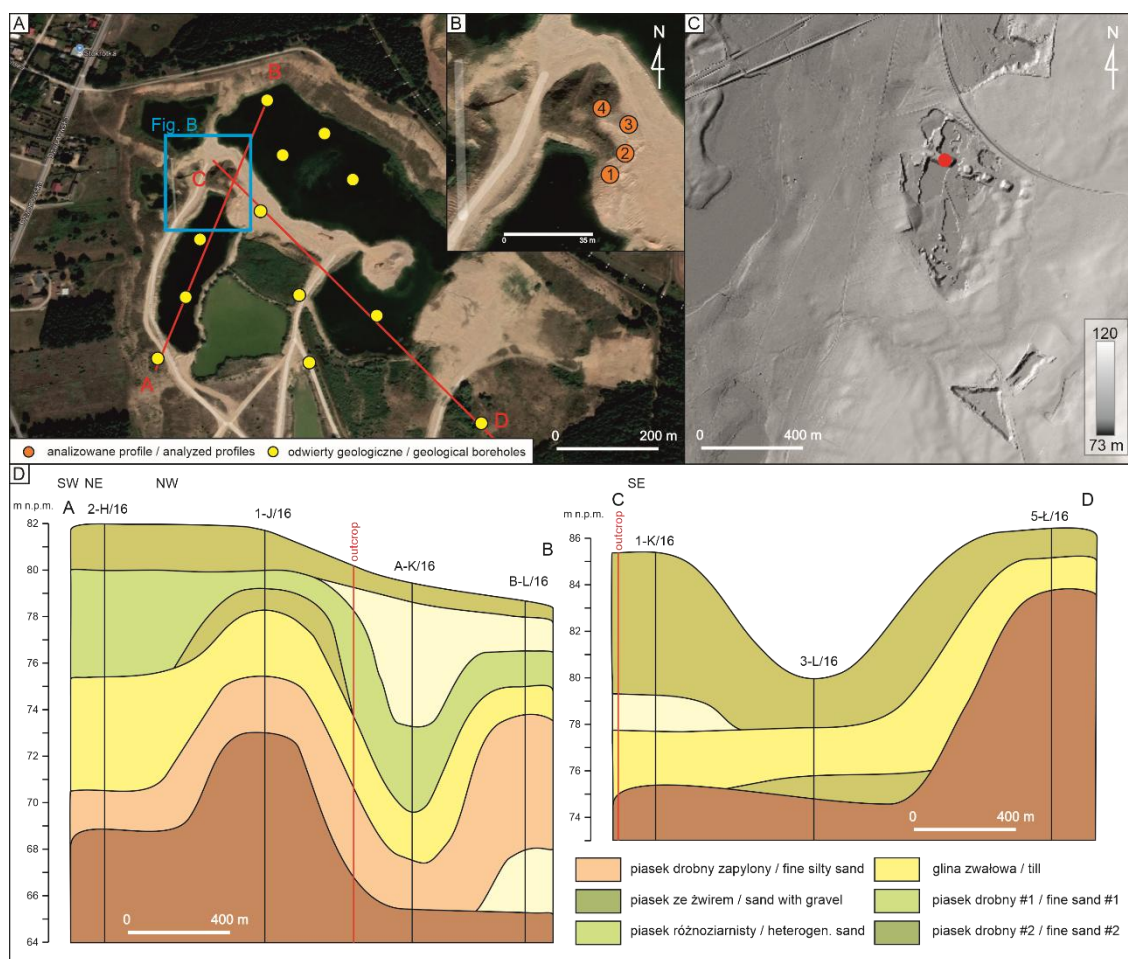 A
B
C
N
N
Stokrotka
B
Fig. B
C
A
D
4
3
2
1
35 m
200 m
400 m
120
73 m
analizowane profile / analyzed profiles
odwierty geologiczne / geological boreholes
D
SW NE NW
SE
m n.p.m.
A
2-H/16
1-J/16
outcrop
A-K/16
B
B-L/16
82
80
78
76
74
72
70
68
66
64
0 400 m
m n.p.m.
outcrop
C
1-K/16
3-L/16
5-Ł/16
D
86
84
82
80
78
76
74
73
0 400 m
piasek drobny zapylony / fine silty sand
glina zwałowa / till
piasek ze żwirem / sand with gravel
piasek drobny #1 / fine sand #1
piasek różnoziarnisty / heterogen. sand
piasek drobny #2 / fine sand #2